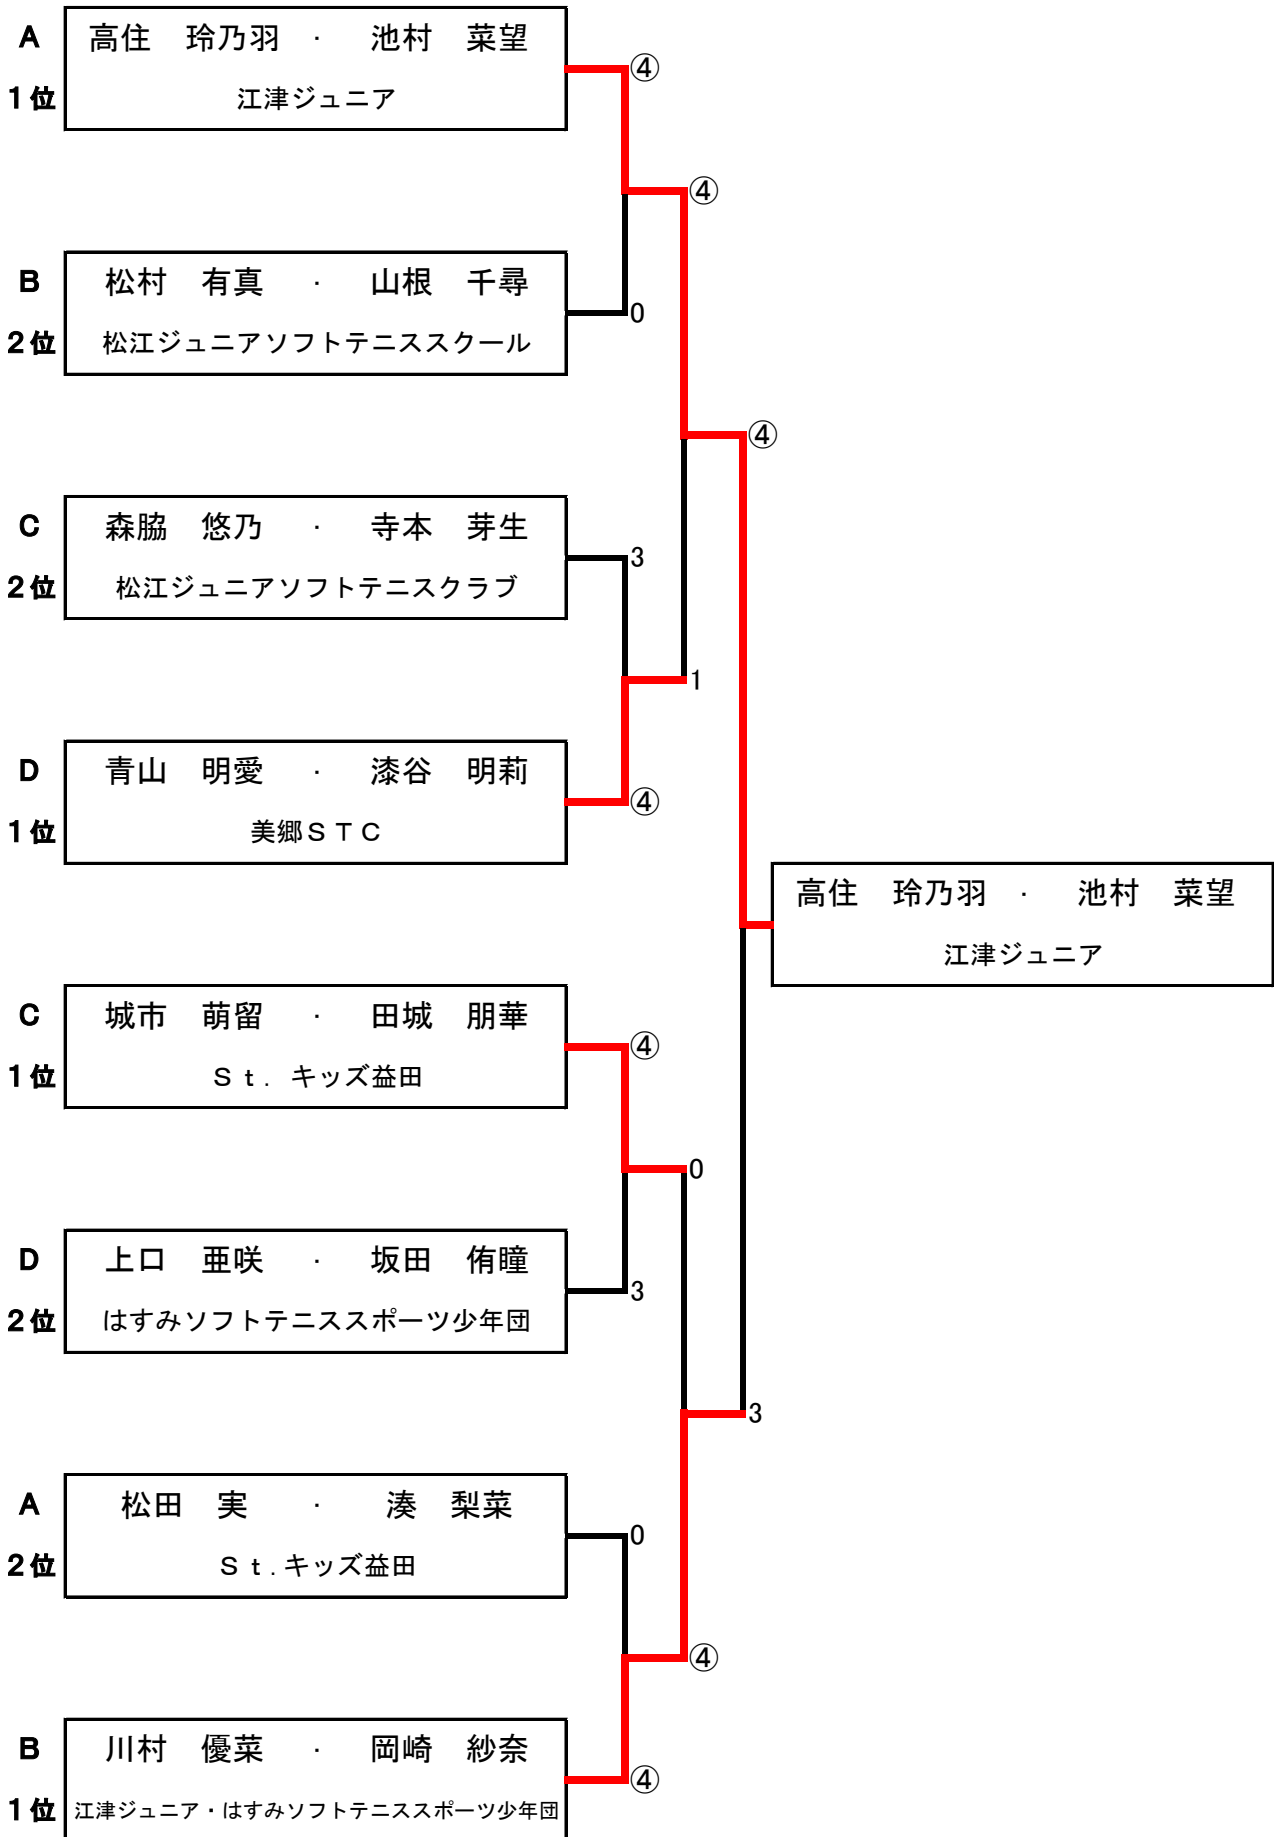 A
高住　玲乃羽　・　池村　菜望
1位
江津ジュニア
④
④
B
松村　有真　・　山根　千尋
2位
松江ジュニアソフトテニススクール
0
④
C
森脇　悠乃　・　寺本　芽生
2位
松江ジュニアソフトテニスクラブ
3
1
D
青山　明愛　・　漆谷　明莉
1位
美郷ＳＴＣ
④
高住　玲乃羽　・　池村　菜望
江津ジュニア
C
城市　萌留　・　田城　朋華
1位
Ｓｔ．キッズ益田
④
0
D
上口　亜咲　・　坂田　侑瞳
2位
はすみソフトテニススポーツ少年団
3
3
A
松田　実　・　湊　梨菜
2位
Ｓｔ.キッズ益田
0
④
B
川村　優菜　・　岡崎　紗奈
1位
江津ジュニア・はすみソフトテニススポーツ少年団
④